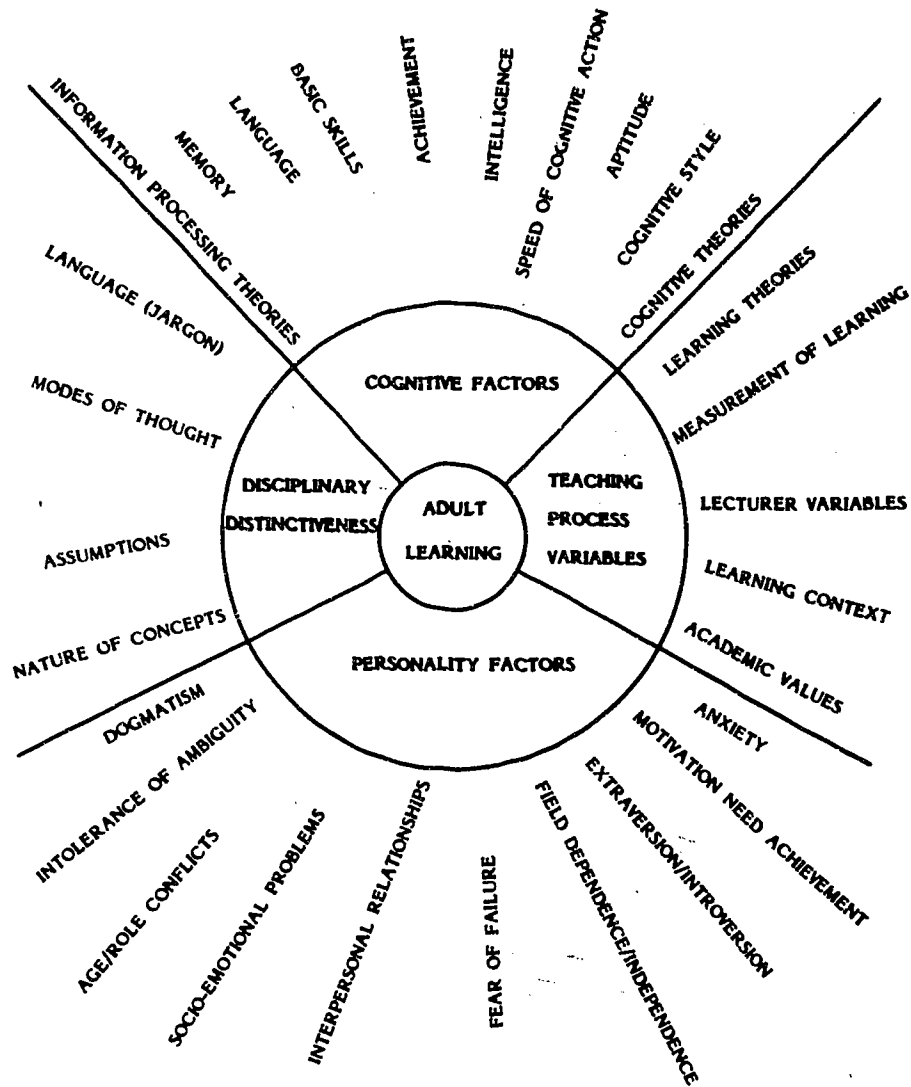 INFORMATION PROCESSING THEORIES
MEMORY
LANGUAGE
BASIC SKILLS
ACHIEVEMENT
INTELLIGENCE
SPEED OF COGNITIVE ACTION
APTITUDE
COGNITIVE STYLE
COGNITIVE THEORIES
LEARNING THEORIES
MEASUREMENT OF LEARNING
LECTURER VARIABLES
LEARNING CONTEXT
ACADEMIC VALUES
ANXIETY
MOTIVATION NEED ACHIEVEMENT
EXTRAVERSION/INTROVERSION
FIELD DEPENDENCE/INDEPENDENCE
FEAR OF FAILURE
INTERPERSONAL RELATIONSHIPS
SOCIO-EMOTIONAL PROBLEMS
AGE/ROLE CONFLICTS
INTOLERANCE OF AMBIGUITY
DOGMATISM
NATURE OF CONCEPTS
ASSUMPTIONS
MODES OF THOUGHT
LANGUAGE (JARGON)
COGNITIVE FACTORS
DISCIPLINARY
DISTINCTIVENESS
ADULT
LEARNING
TEACHING
PROCESS
VARIABLES
PERSONALITY FACTORS